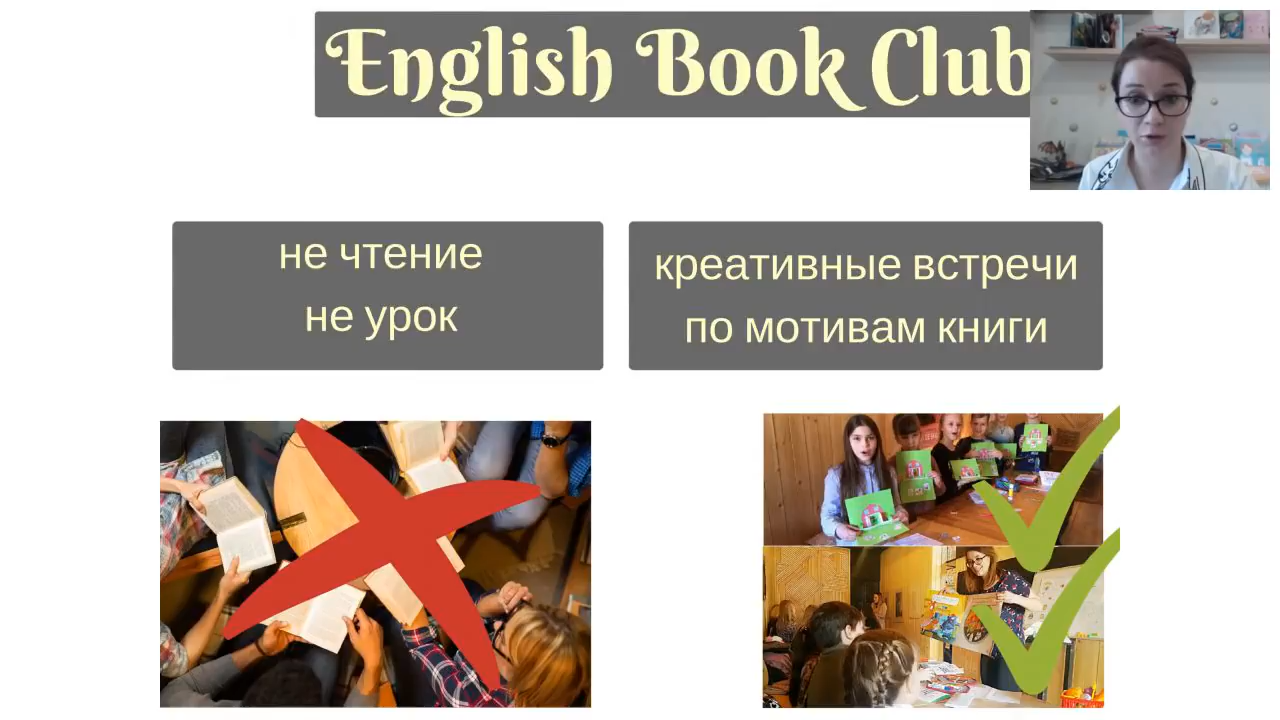 English Book Club
не чтение
не урок
креативные встречи
по мотивам книги